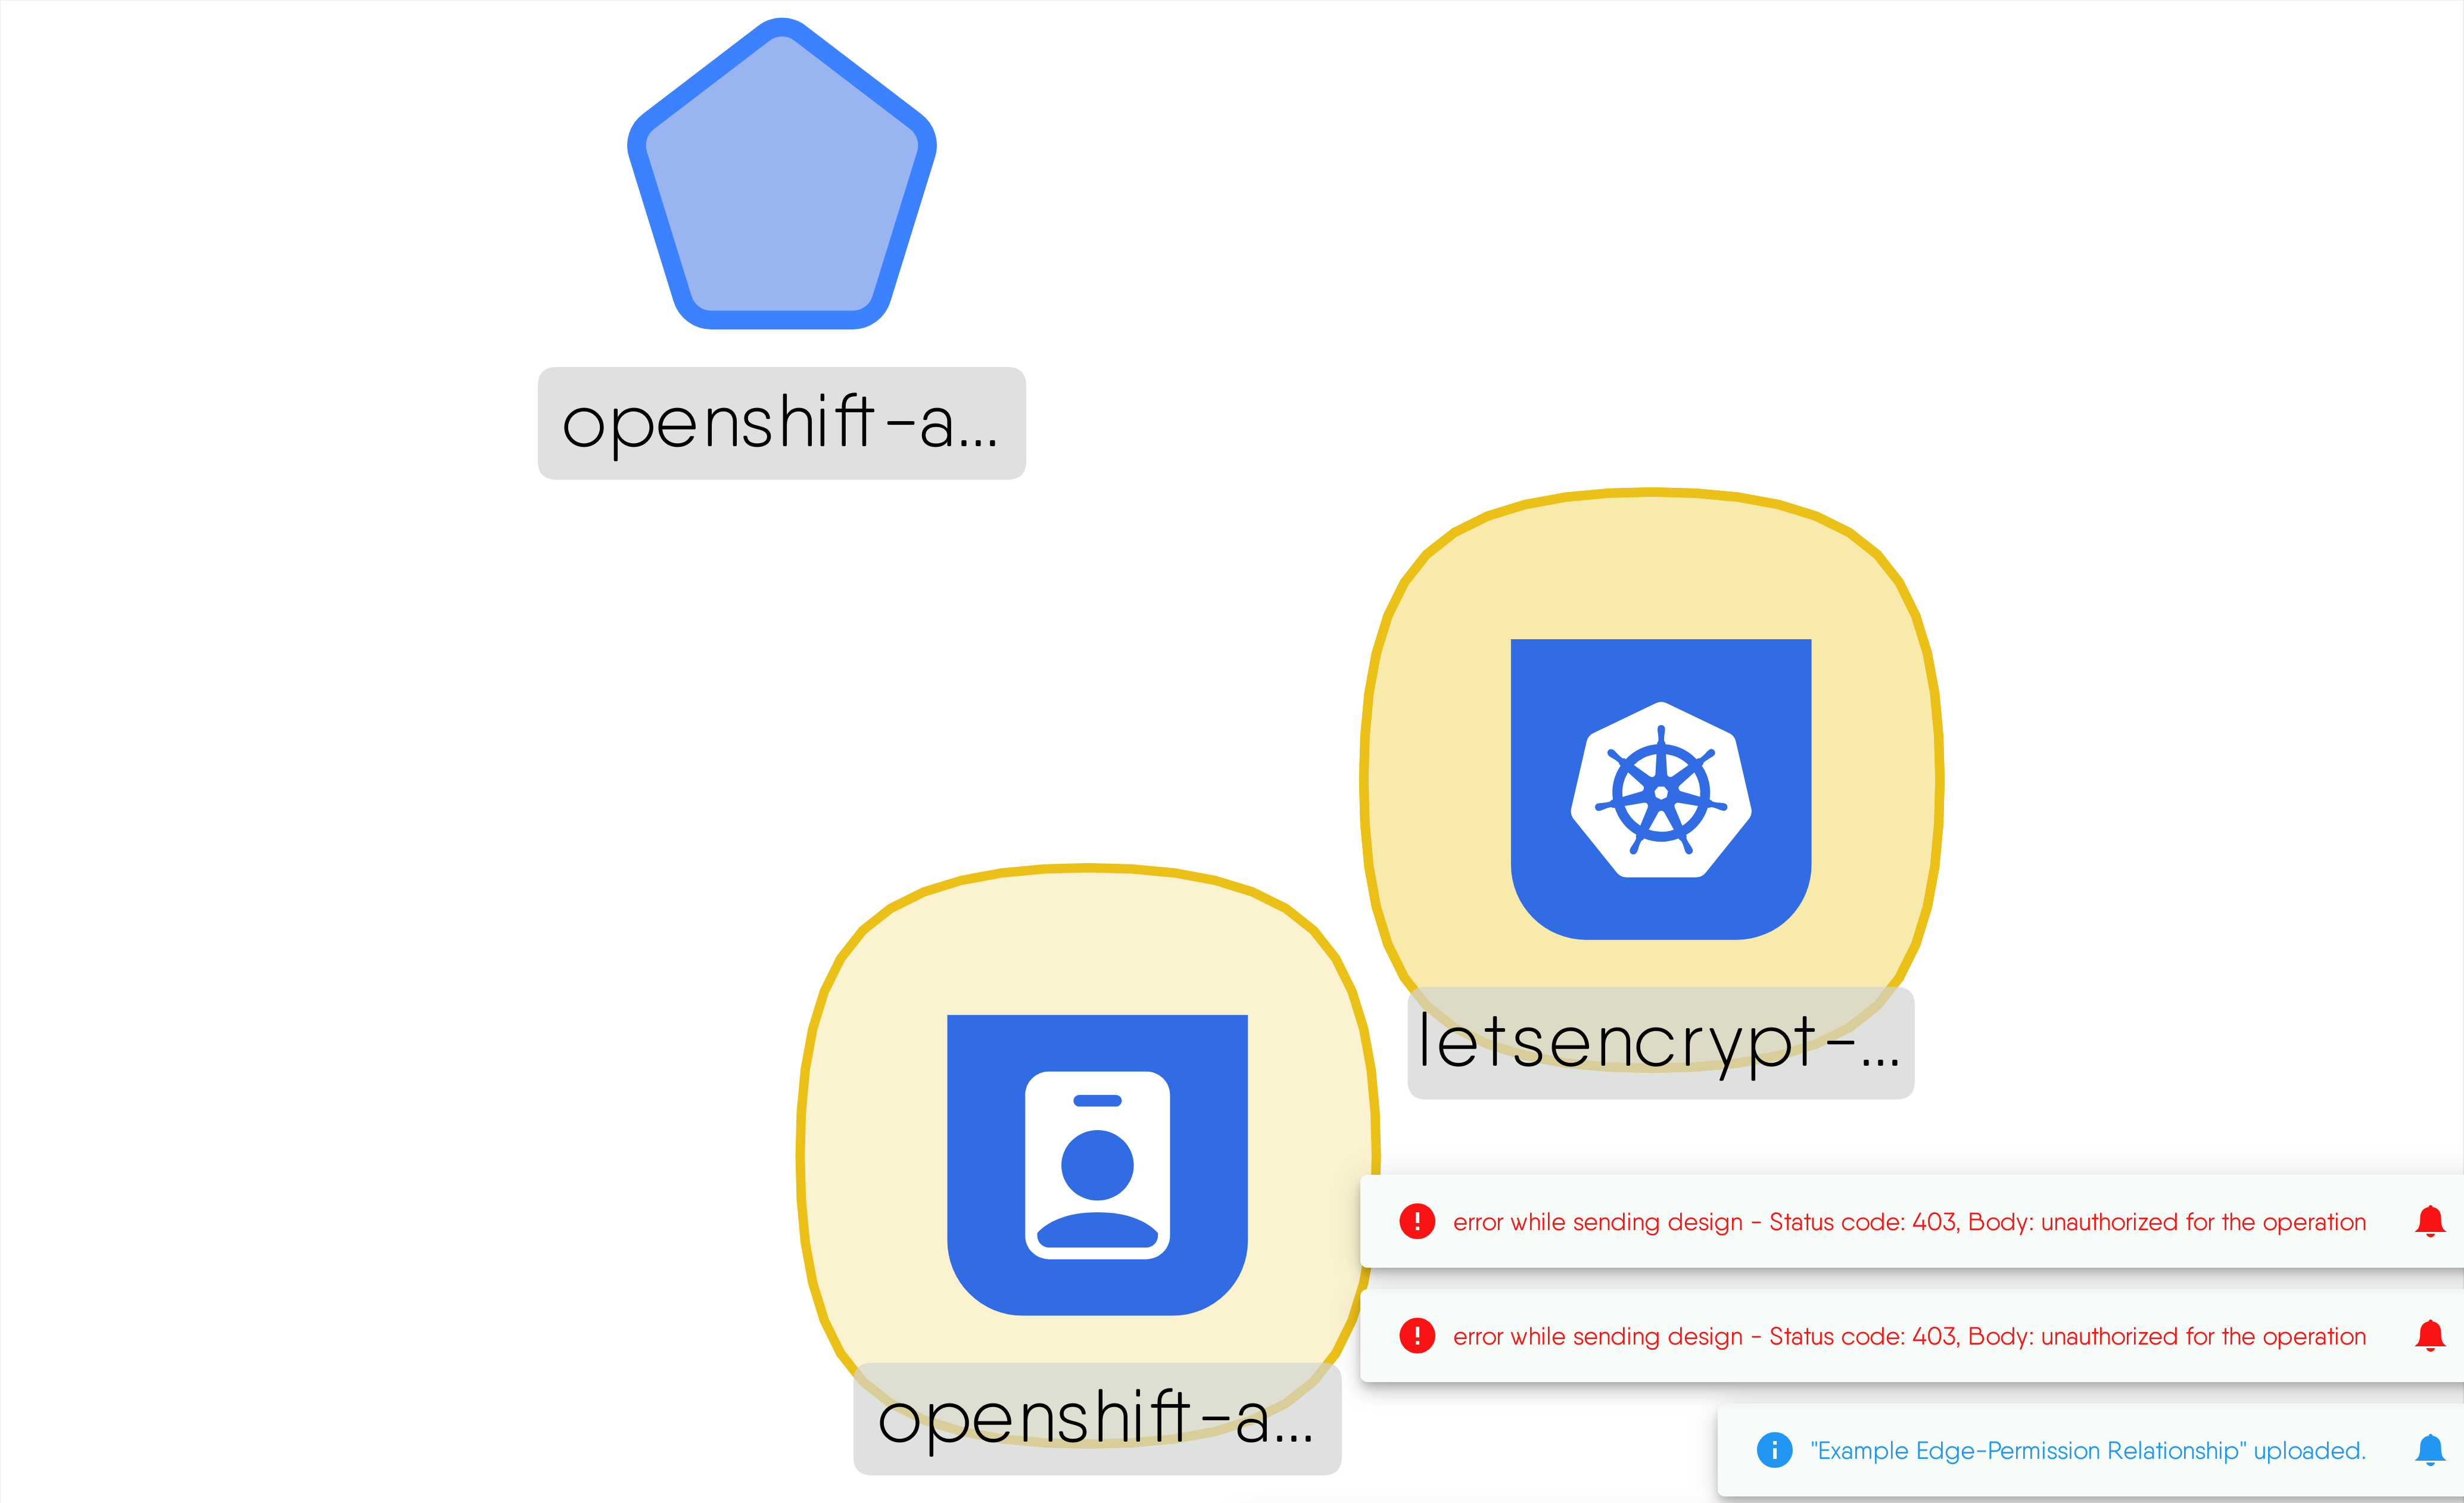 openshift-a...
letsencrypt-...
error while sending design - Status code: 403, Body: unauthorized for the operation
error while sending design - Status code: 403, Body: unauthorized for the operation
openshift-a...
"Example Edge-Permission Relationship" uploaded.